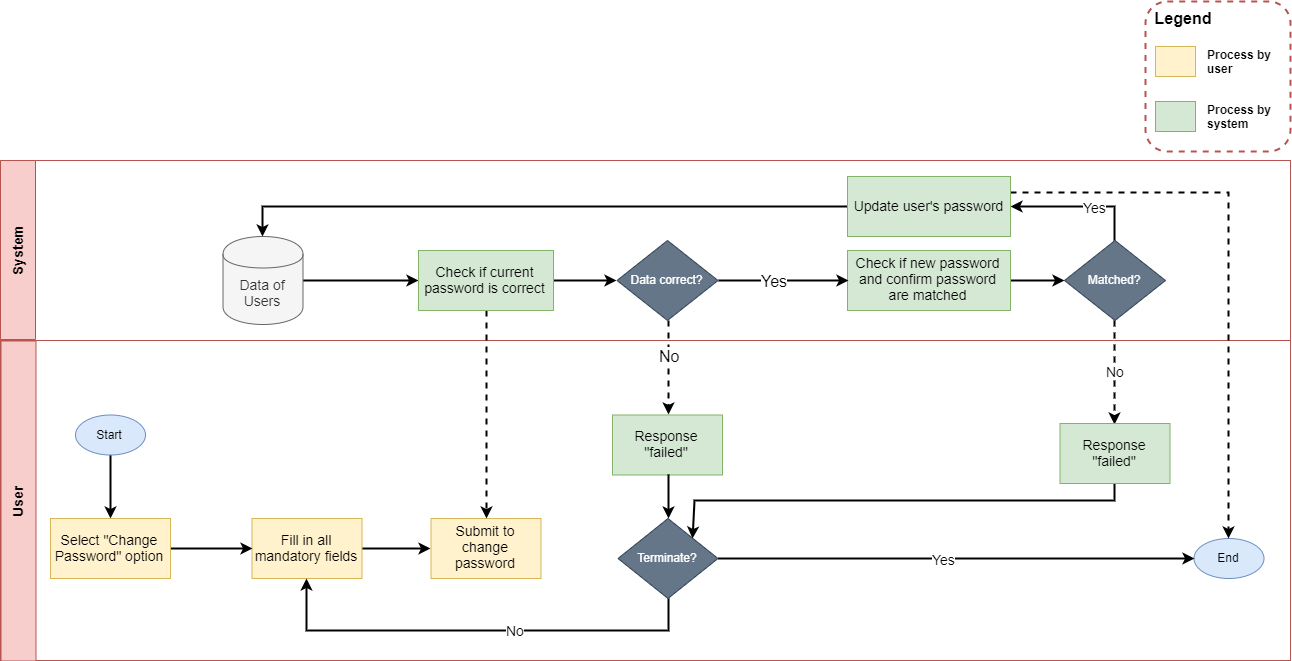 Legend
Process by
user
Process by
system
System
Update user's password
Yes
Data of
Users
Check if current
password is correct
Data correct?
Yes
Check if new password
and confirm password
are matched
Matched?
No
No
User
Start
Response
"failed"
Response
"failed"
Select "Change
Password" option
Fill in all
mandatory fields
Submit to
change
password
Terminate?
Yes
End
No